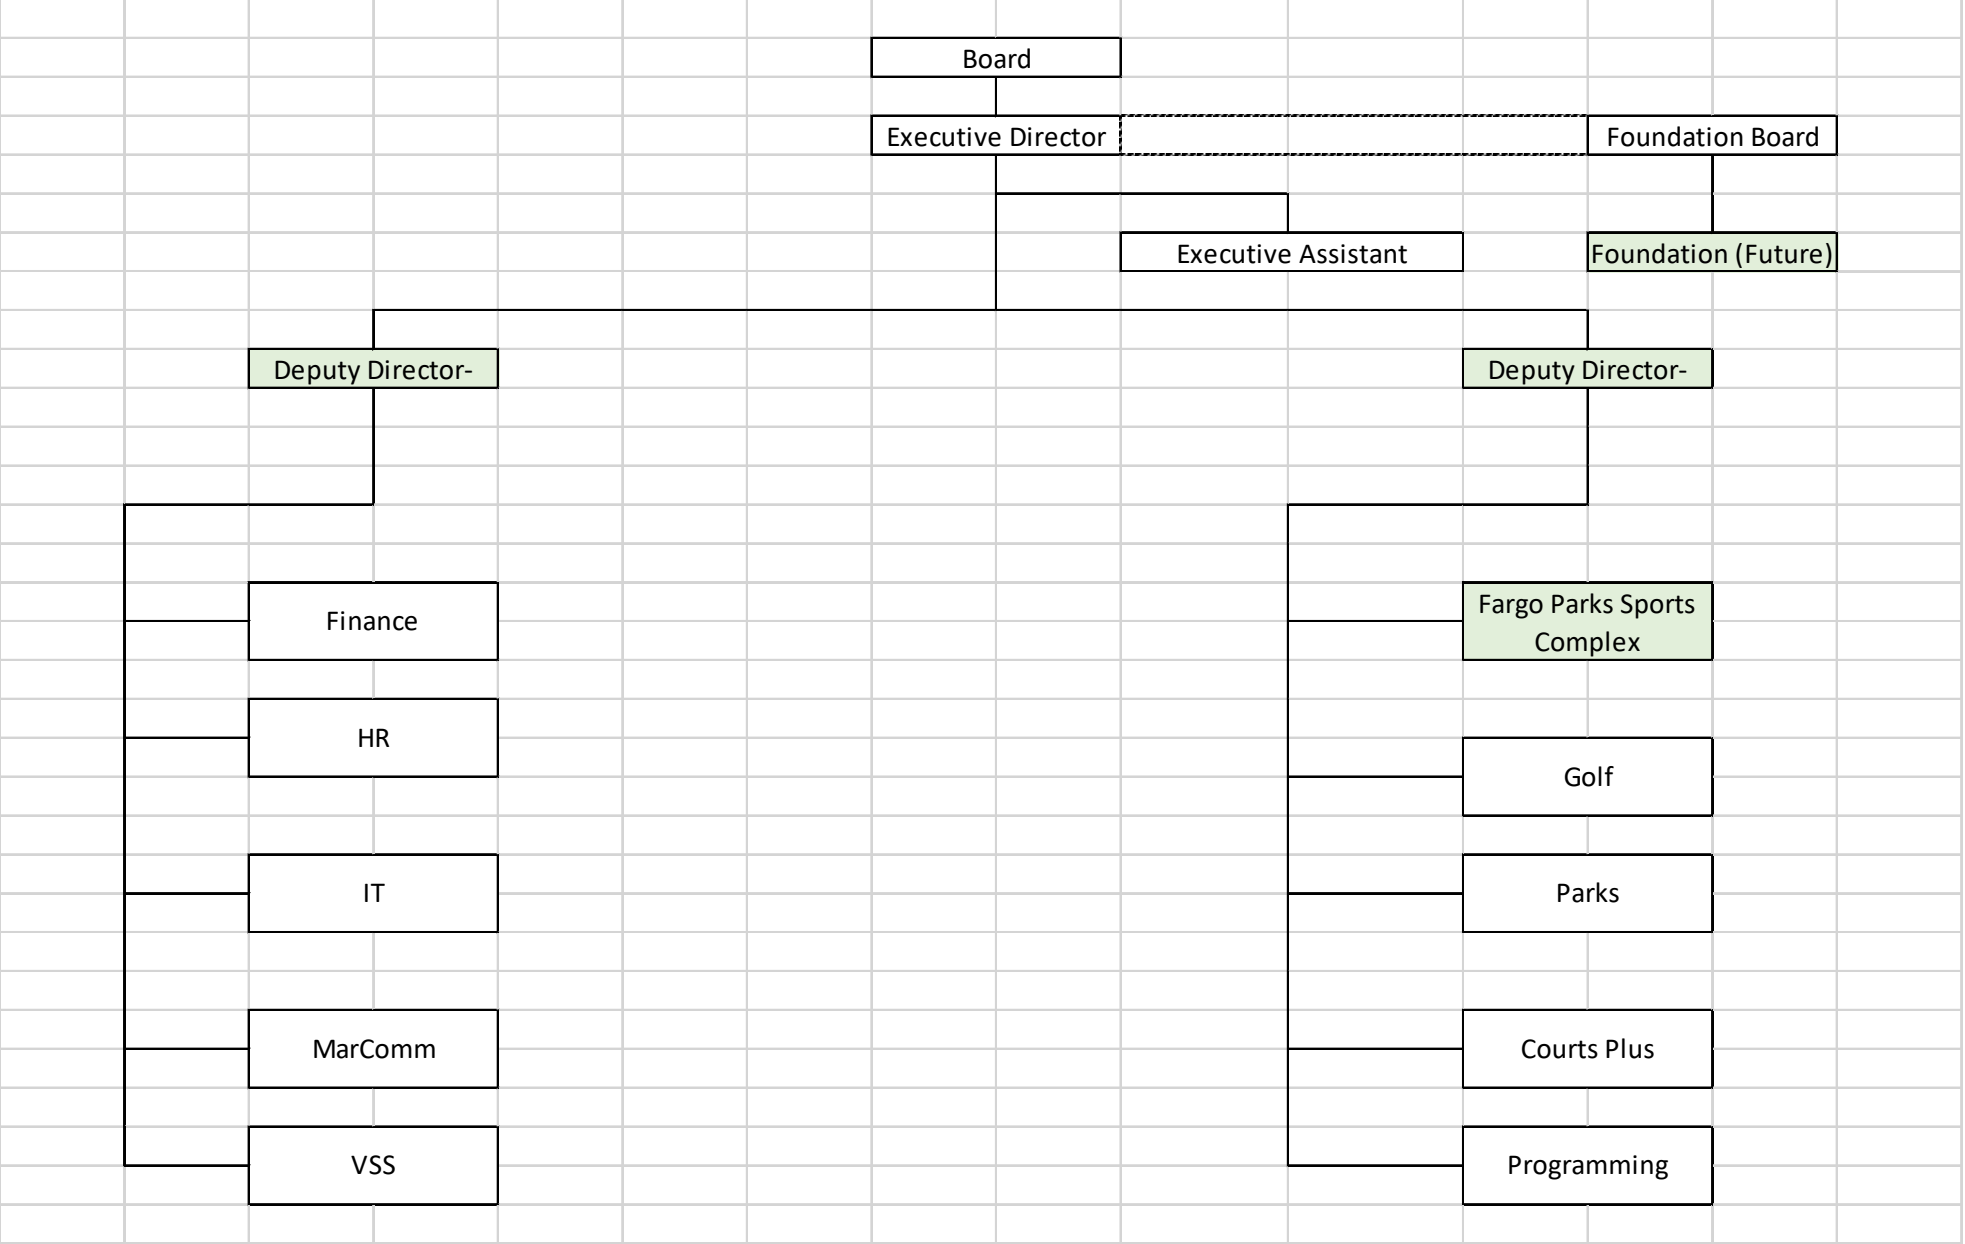 Board
Executive Director
Foundation Board
Executive Assistant
Foundation (Future)
Deputy Director-
Deputy Director-
Finance
HR
IT
MarComm
VSS
Fargo Parks Sports
Complex
Golf
Parks
Courts Plus
Programming